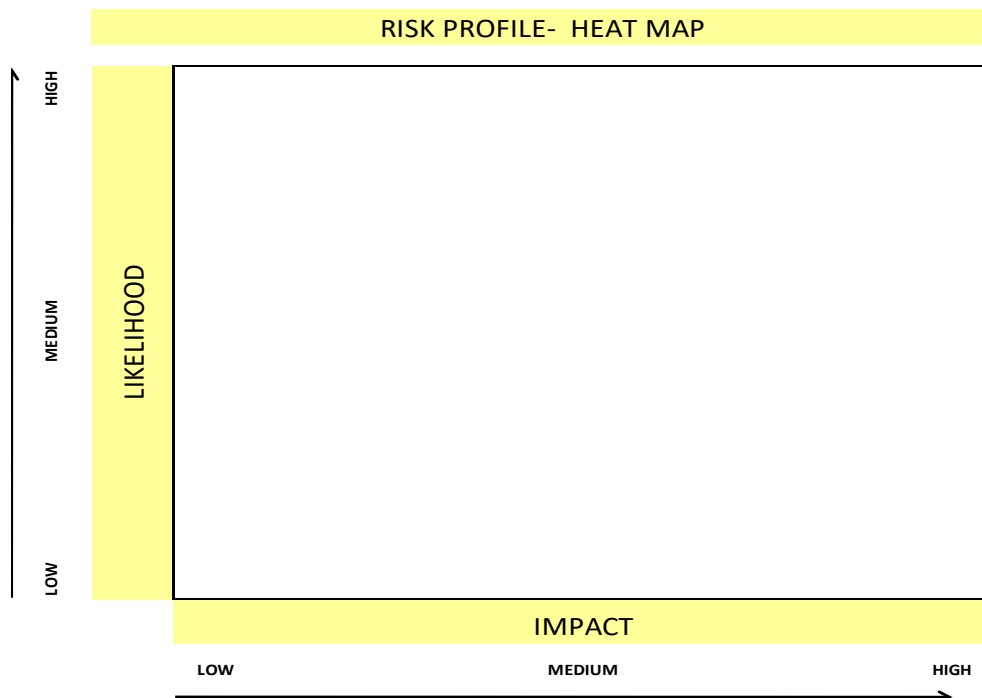 RISK PROFILE- HEAT MAP
HIGH
MEDIUM
LOW
LIKELIHOOD
IMPACT
LOW MEDIUM HIGH